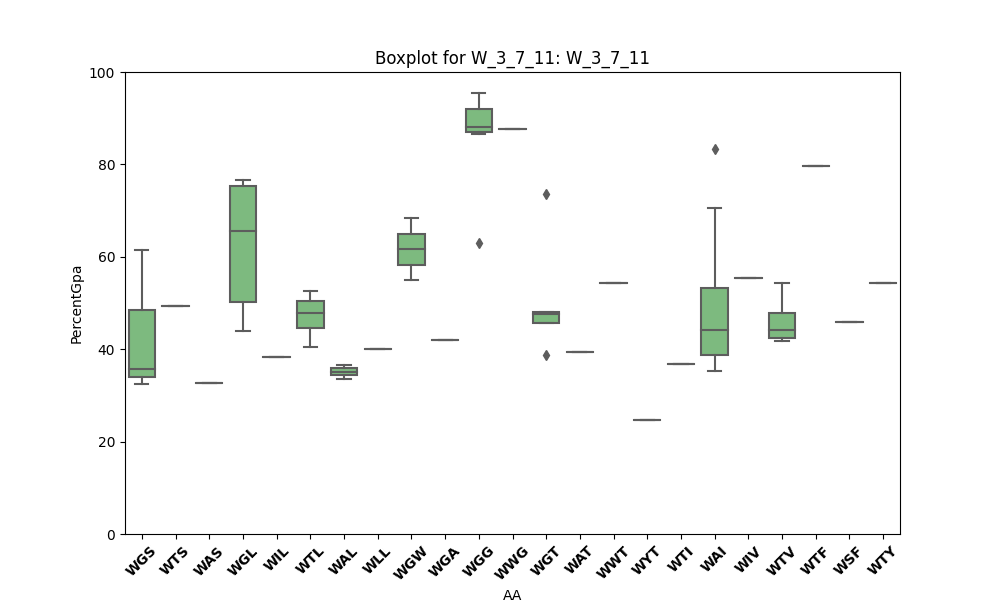 Boxplot for W_3_7_11: W_3_7_11
100
80
60
40
20
0
PercentGpa
WGS WTS WAS WGL WIL WTL WAL WLL WGW WGA WGG WWG WGT WAT WWT WYT WTI WAI WIV WTV WTF WSF WTY
AA